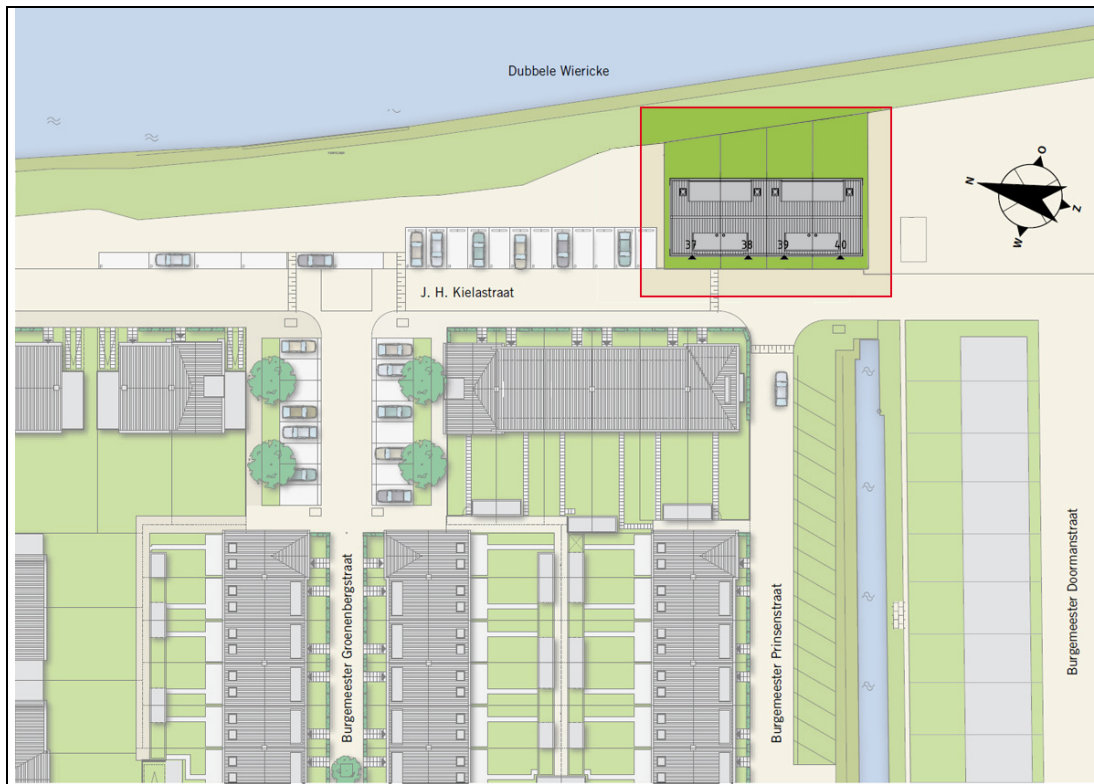 Dubbele Wiericke
N
O
W
Z
37
38
39
40
J. H. Kielastraat
Burgemeester Groenenbergstraat
Burgemeester Prinsenstraat
Burgemeester Doormanstraat